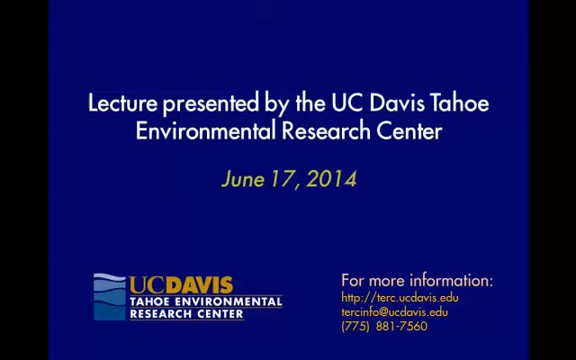 Lecture presented by the UC Davis Tahoe
Environmental Research Center
June 17, 2014
UCDAVIS
TAHOE ENVIRONMENTAL
RESEARCH CENTER
For more information:
http://terc.ucdavis.edu
tercinfo@ucdavis.edu
(775) 881-7560